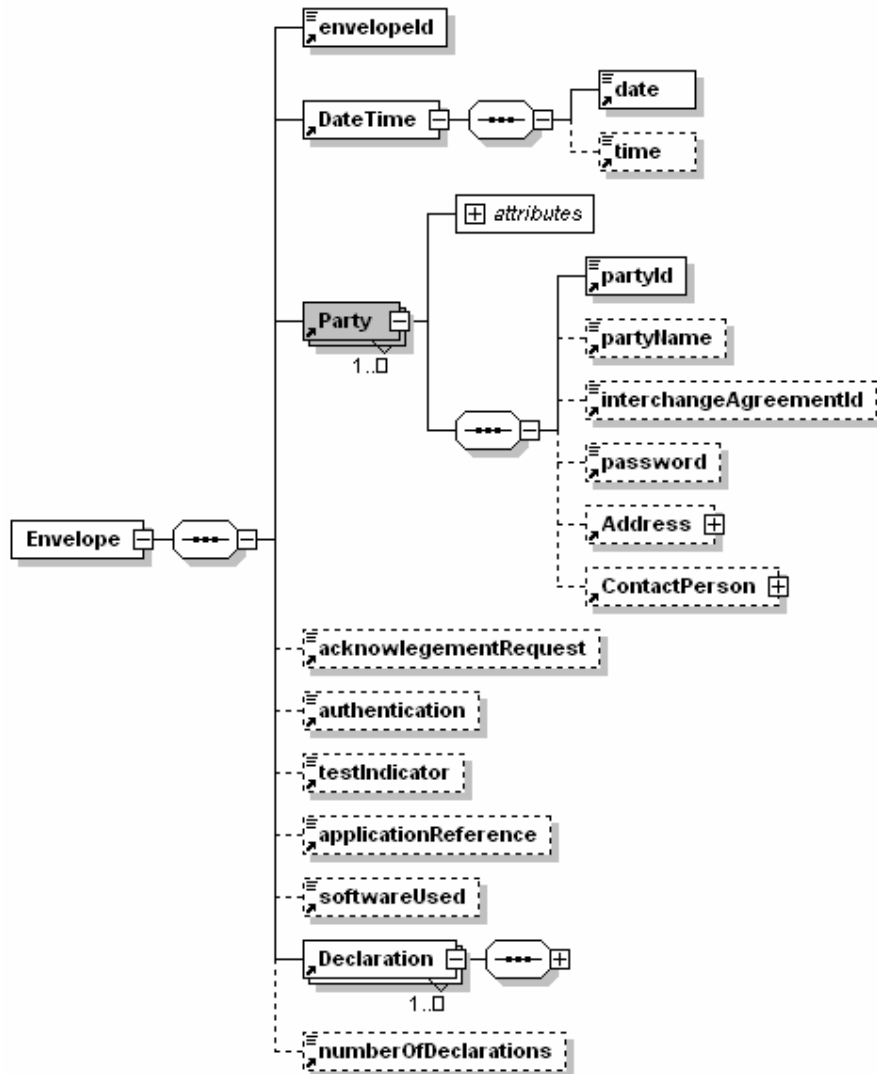 envelopeId
DateTime
date
time
attributes
Party
1..▯
partyId
partyName
interchangeAgreementId
password
Address
ContactPerson
Envelope
acknowlegementRequest
authentication
testIndicator
applicationReference
softwareUsed
Declaration
1..▯
numberOfDeclarations